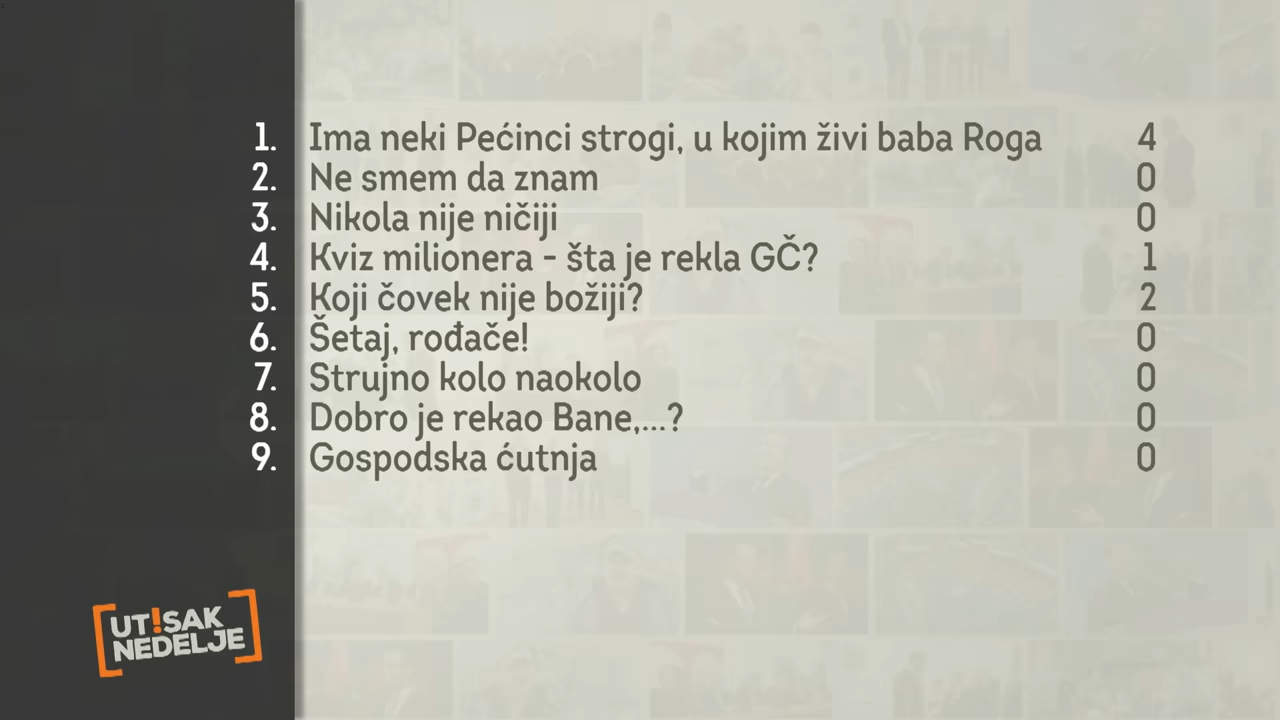 1. Ima neki Pećinci strogi, u kojim živi baba Roga 4
2. Ne smem da znam 0
3. Nikola nije ničiji 0
4. Kviz milionera - šta je rekla GČ? 1
5. Koji čovek nije božiji? 2
6. Šetaj, rođače! 0
7. Strujno kolo naokolo 0
8. Dobro je rekao Bane,...? 0
9. Gospodska ćutnja 0
UT!SAK
NEDELJE